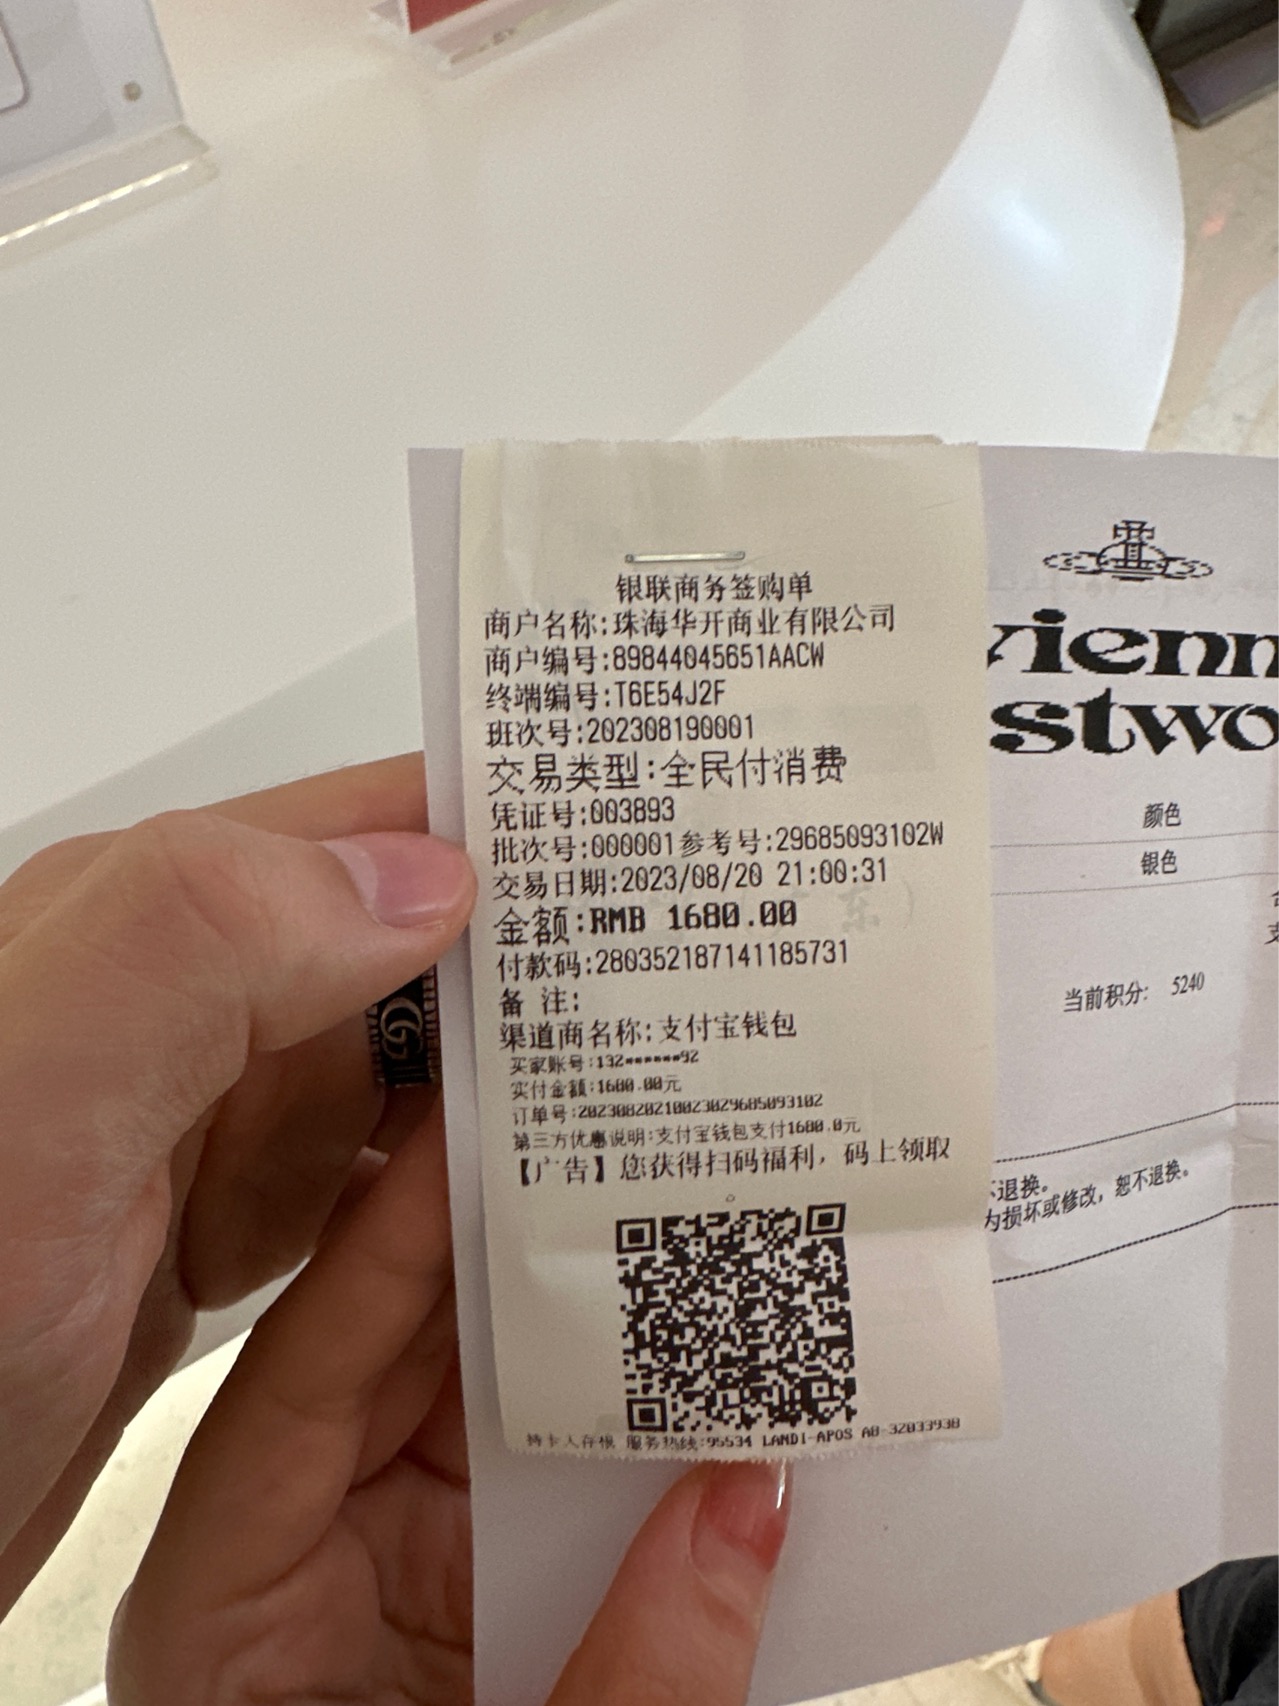 银联商务签购单
商户名称:珠海华开商业有限公司
商户编号:89844045651AACW
终端编号:T6E54J2F
班次号:202308190001
交易类型:全民付消费
凭证号:003893
批次号:000001参考号:29685093102W
交易日期:2023/08/20 21:00:31
金额:RMB 1680.00
付款码:280352187141185731
备 注:
渠道商名称:支付宝钱包
买家账号:132******92
实付金额:1680.00元
订单号:20230820210023029685093102
第三方优惠说明:支付宝钱包支付1680.0元
【广告】您获得扫码福利，码上领取
。
持卡人存根 服务热线:95534 LANDI-APOS A8-32033938
vienn
stwo
颜色
银色
当前积分: 5240
不退换。
为损坏或修改，恕不退换。